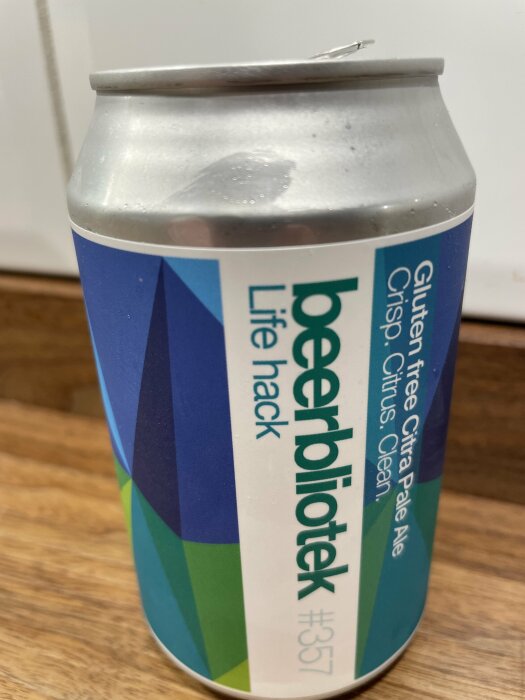 Gluten free Citra Pale Ale
Crisp. Citrus. Clean.
beerbliotek #357
Life hack